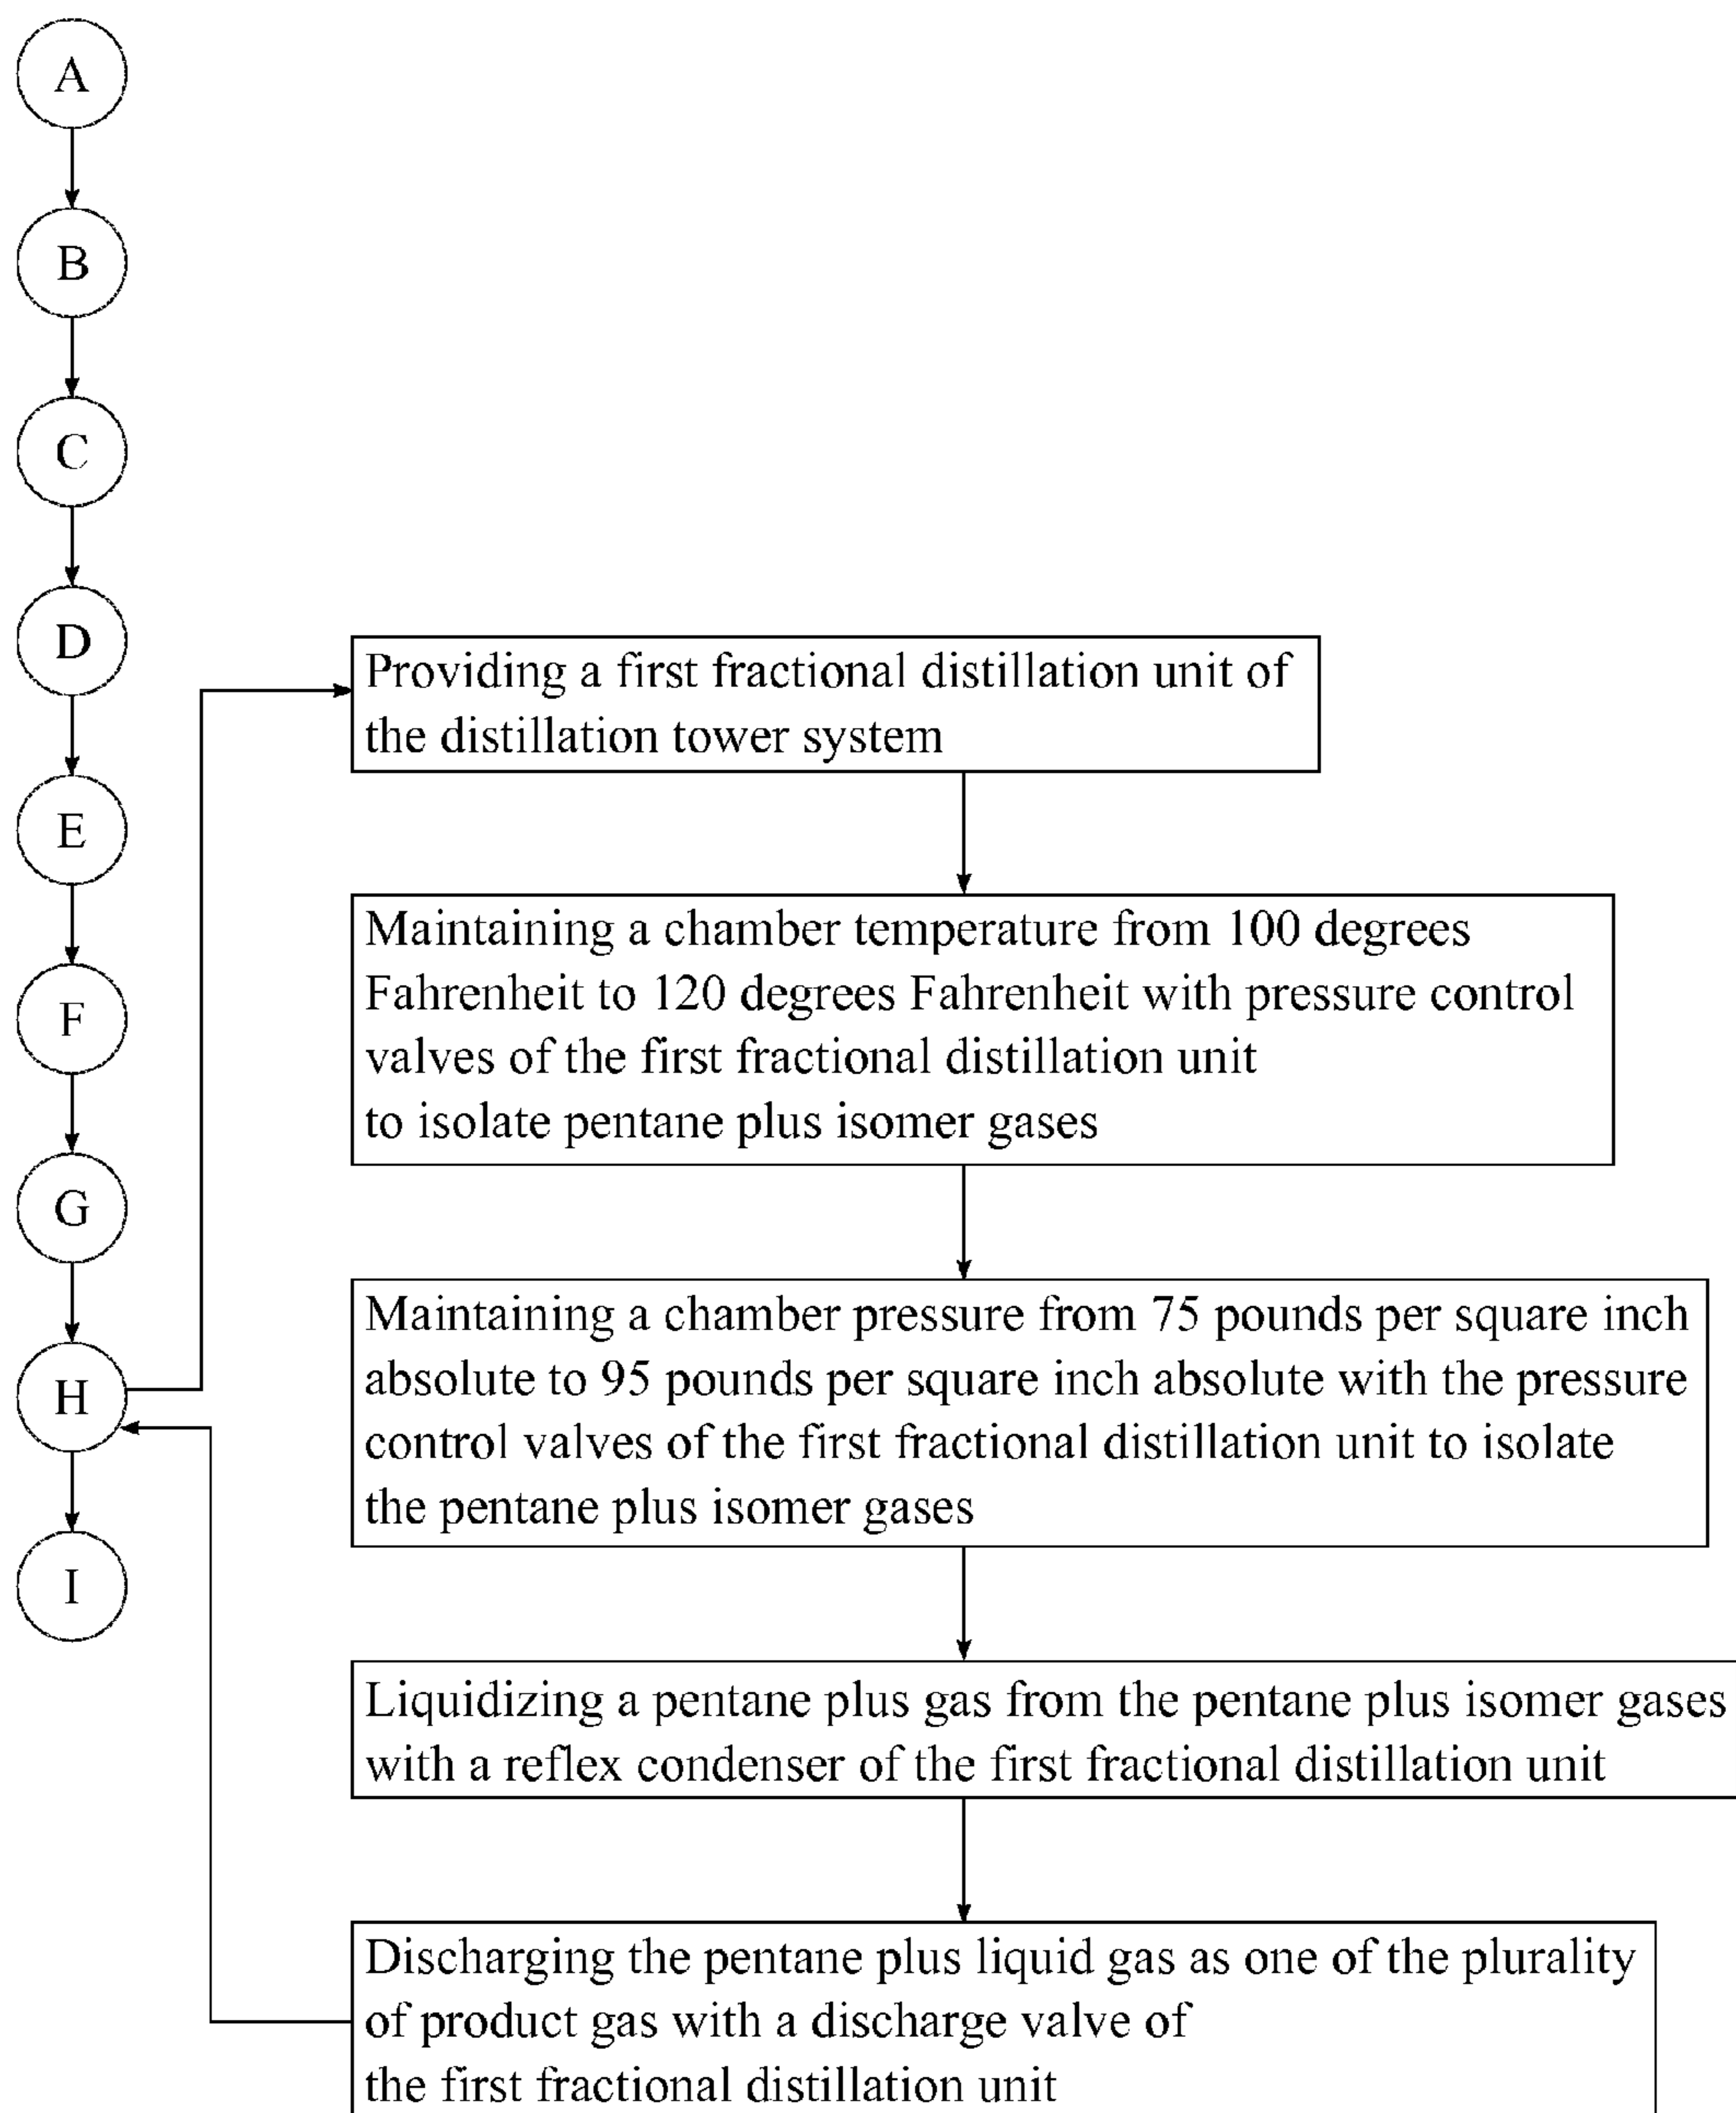 A
B
C
D
E
F
G
H
I
Providing a first fractional distillation unit of
the distillation tower system
Maintaining a chamber temperature from 100 degrees
Fahrenheit to 120 degrees Fahrenheit with pressure control
valves of the first fractional distillation unit
to isolate pentane plus isomer gases
Maintaining a chamber pressure from 75 pounds per square inch
absolute to 95 pounds per square inch absolute with the pressure
control valves of the first fractional distillation unit to isolate
the pentane plus isomer gases
Liquidizing a pentane plus gas from the pentane plus isomer gases
with a reflex condenser of the first fractional distillation unit
Discharging the pentane plus liquid gas as one of the plurality
of product gas with a discharge valve of
the first fractional distillation unit